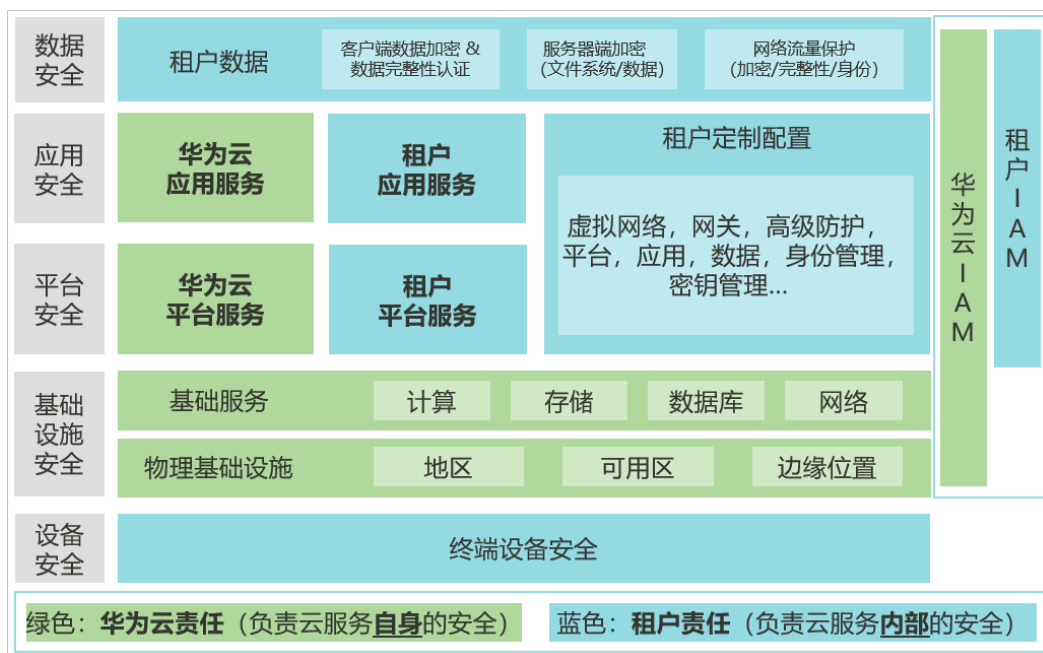 数据
安全
租户数据
客户端数据加密 &
数据完整性认证
服务器端加密
(文件系统/数据)
网络流量保护
(加密/完整性/身份)
应用
安全
华为云
应用服务
租户
应用服务
租户定制配置
虚拟网络，网关，高级防护，
平台，应用，数据，身份管理，
密钥管理...
平台
安全
华为云
平台服务
租户
平台服务
基础
设施
安全
基础服务
计算
存储
数据库
网络
物理基础设施
地区
可用区
边缘位置
设备
安全
终端设备安全
华为云IAM
租户IAM
绿色：华为云责任（负责云服务自身的安全）
蓝色：租户责任（负责云服务内部的安全）